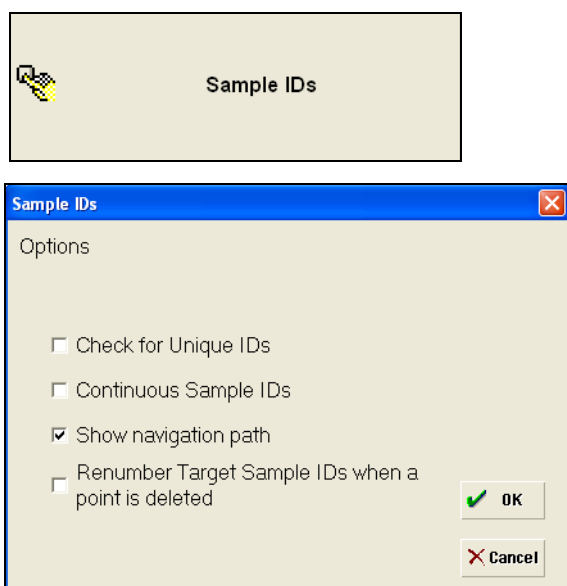 Sample IDs
Sample IDs
Options
Check for Unique IDs
Continuous Sample IDs
Show navigation path
Renumber Target Sample IDs when a
point is deleted
OK
Cancel